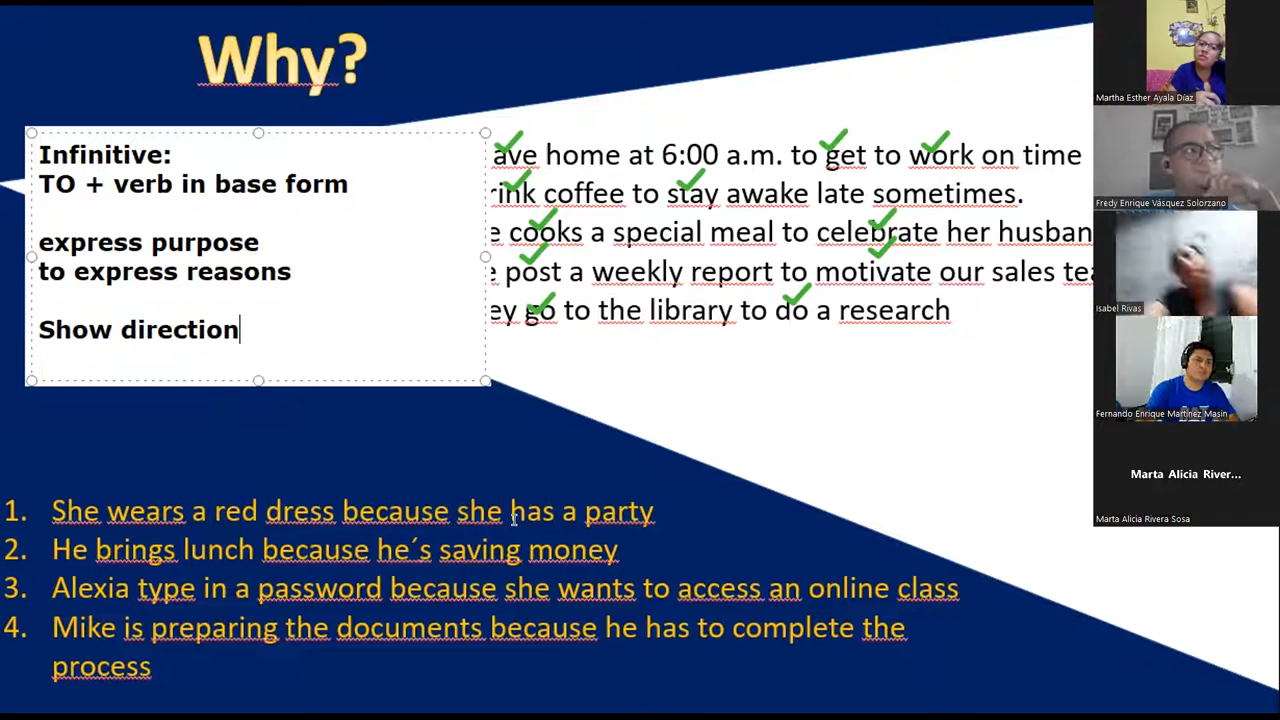 Why?
Infinitive:
TO + verb in base form
express purpose
to express reasons
Show direction
ave home at 6:00 a.m. to get to work on time
rink coffee to stay awake late sometimes.
e cooks a special meal to celebrate her husban
e post a weekly report to motivate our sales tea
ey go to the library to do a research
1. She wears a red dress because she has a party
2. He brings lunch because he´s saving money
3. Alexia type in a password because she wants to access an online class
4. Mike is preparing the documents because he has to complete the
process
Martha Esther Ayala Díaz
Fredy Enrique Vásquez Solorzano
Isabel Rivas
Fernando Enrique Martínez Masin
Marta Alicia River...
Marta Alicia Rivera Sosa